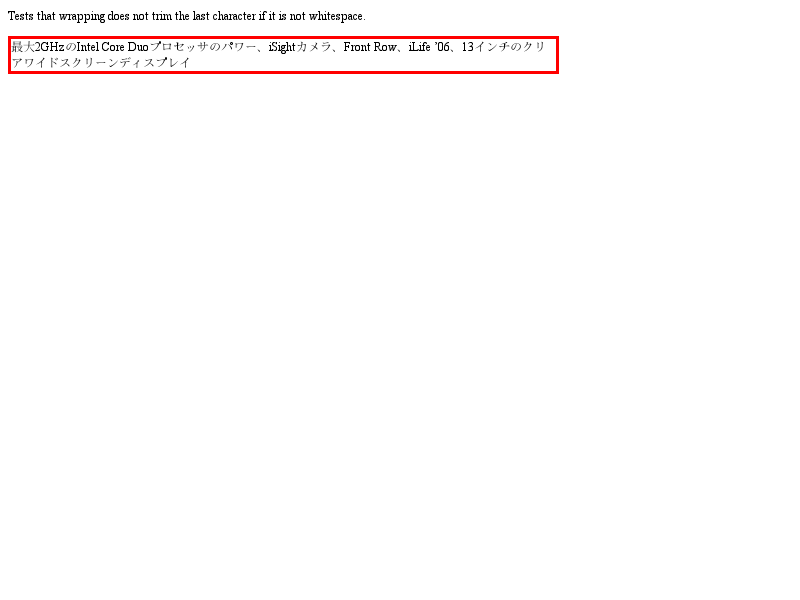 Tests that wrapping does not trim the last character if it is not whitespace.
最大2GHzのIntel Core Duoプロセッサのパワー、iSightカメラ、Front Row、iLife ’06、13インチのクリ
アワイドスクリーンディスプレイ